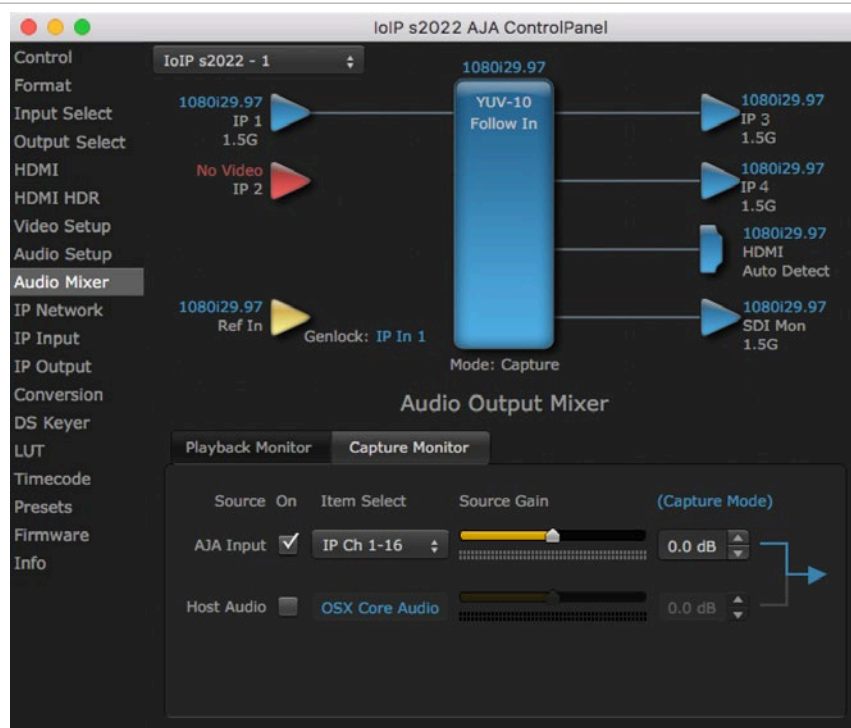 IoIP s2022 AJA ControlPanel
Control
Format
Input Select
Output Select
HDMI
HDMI HDR
Video Setup
Audio Setup
Audio Mixer
IP Network
IP Input
IP Output
Conversion
DS Keyer
LUT
Timecode
Presets
Firmware
Info
IoIP s2022 - 1
1080i29.97
1080i29.97
IP 1
1.5G
No Video
IP 2
1080i29.97
Ref In
Genlock: IP In 1
YUV-10
Follow In
Mode: Capture
1080i29.97
IP 3
1.5G
1080i29.97
IP 4
1.5G
1080i29.97
HDMI
Auto Detect
1080i29.97
SDI Mon
1.5G
Audio Output Mixer
Playback Monitor Capture Monitor
Source On Item Select Source Gain (Capture Mode)
AJA Input IP Ch 1-16 0.0 dB
Host Audio OSX Core Audio 0.0 dB